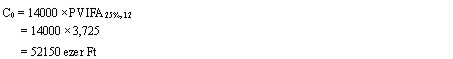 C₀ = 14000 ×PVIFA₂₅%,₁₂
= 14000 × 3,725
= 52150 ezer Ft